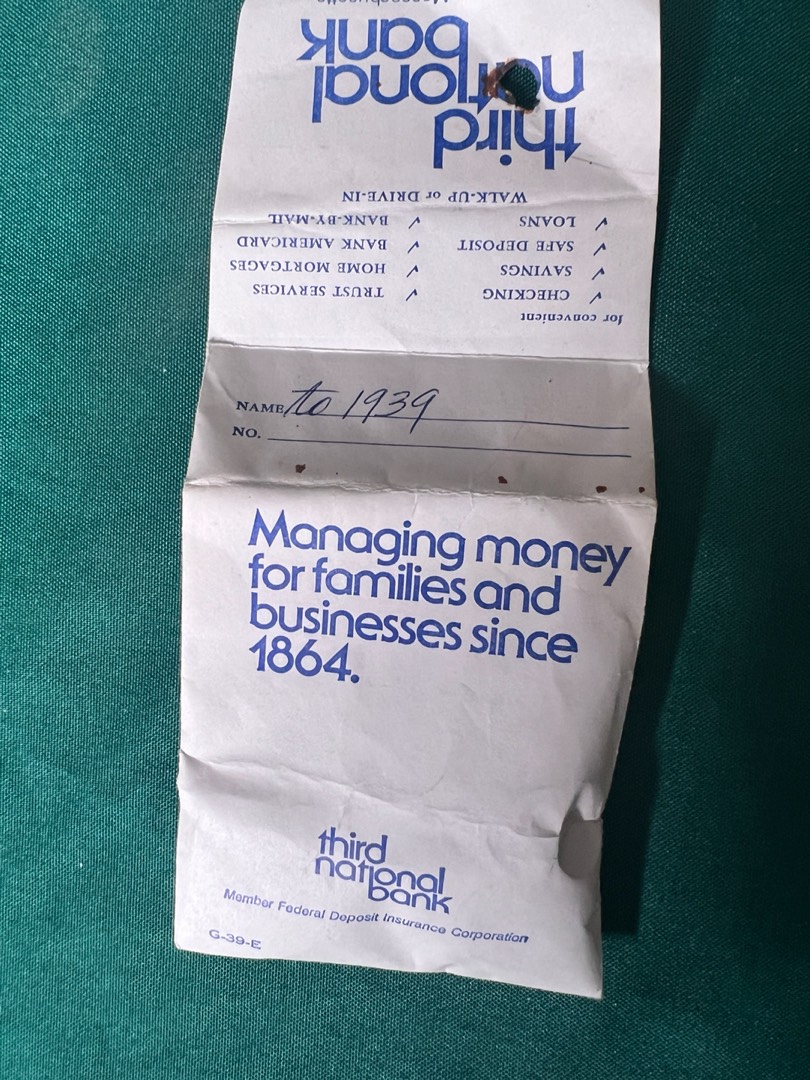 Massachusetts
third
national
bank
WALK-UP or DRIVE-IN
✓ LOANS ✓ BANK-BY-MAIL
✓ SAFE DEPOSIT ✓ BANK AMERICARD
✓ SAVINGS ✓ HOME MORTGAGES
✓ CHECKING ✓ TRUST SERVICES
for convenient
NAME to 1939
NO.
Managing money
for families and
businesses since
1864.
third
national
bank
Member Federal Deposit Insurance Corporation
G-39-E